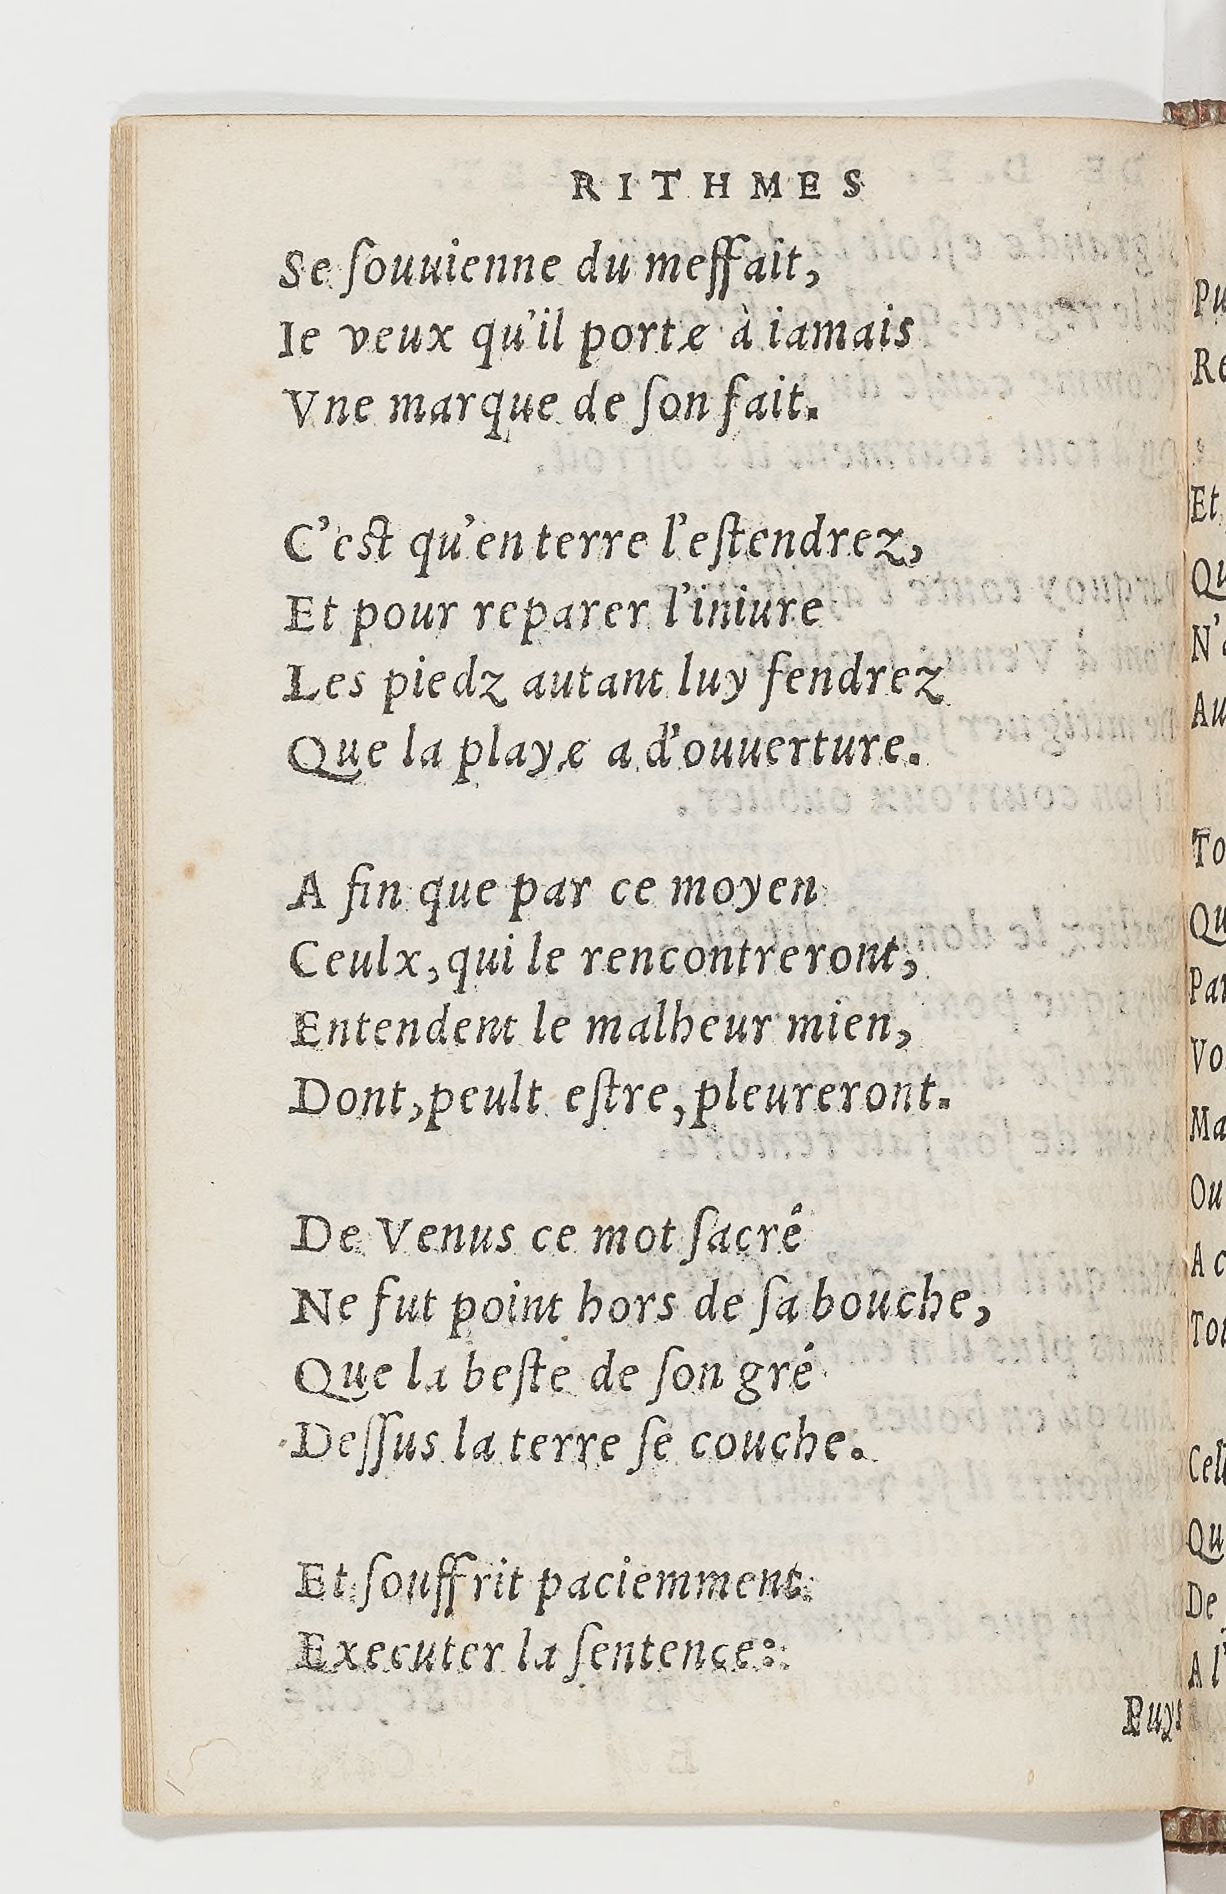 RITHMES
Se ſouuienne du meffait,
Ie veux qu'il porte à iamais
Vne marque de ſon fait.
C'eſt qu'en terre l'eſtendrez,
Et pour reparer l'iniure
Les piedz autant luy fendrez
Que la playe a d'ouuerture.
A fin que par ce moyen
Ceulx, qui le rencontreront,
Entendent le malheur mien,
Dont, peult eſtre, pleureront.
De Venus ce mot ſacré
Ne fut point hors de ſa bouche,
Que la beſte de ſon gré
Deſſus la terre ſe couche.
Et ſouffrit paciemment
Executer la ſentence:
Puys
Et
De